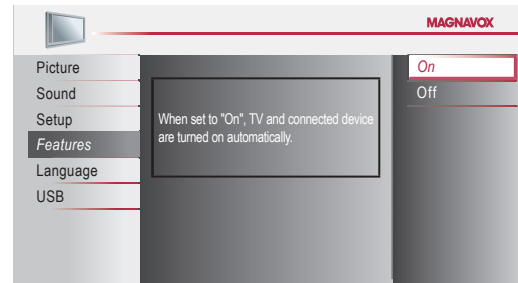 MAGNAVOX
Picture
Sound
Setup
Features
Language
USB
When set to "On", TV and connected device
are turned on automatically.
On
Off